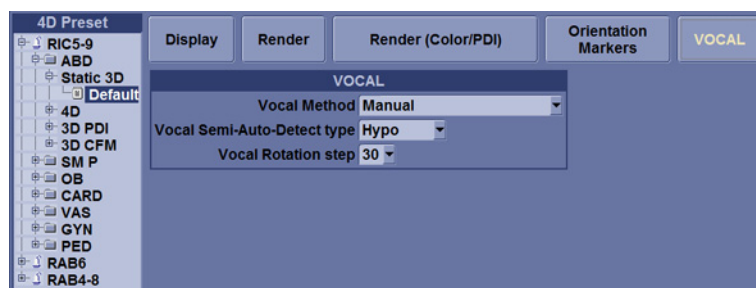 4D Preset
RIC5-9
ABD
Static 3D
Default
4D
3D PDI
3D CFM
SM P
OB
CARD
VAS
GYN
PED
RAB6
RAB4-8
Display
Render
Render (Color/PDI)
Orientation
Markers
VOCAL
VOCAL
Vocal Method Manual
Vocal Semi-Auto-Detect type Hypo
Vocal Rotation step 30